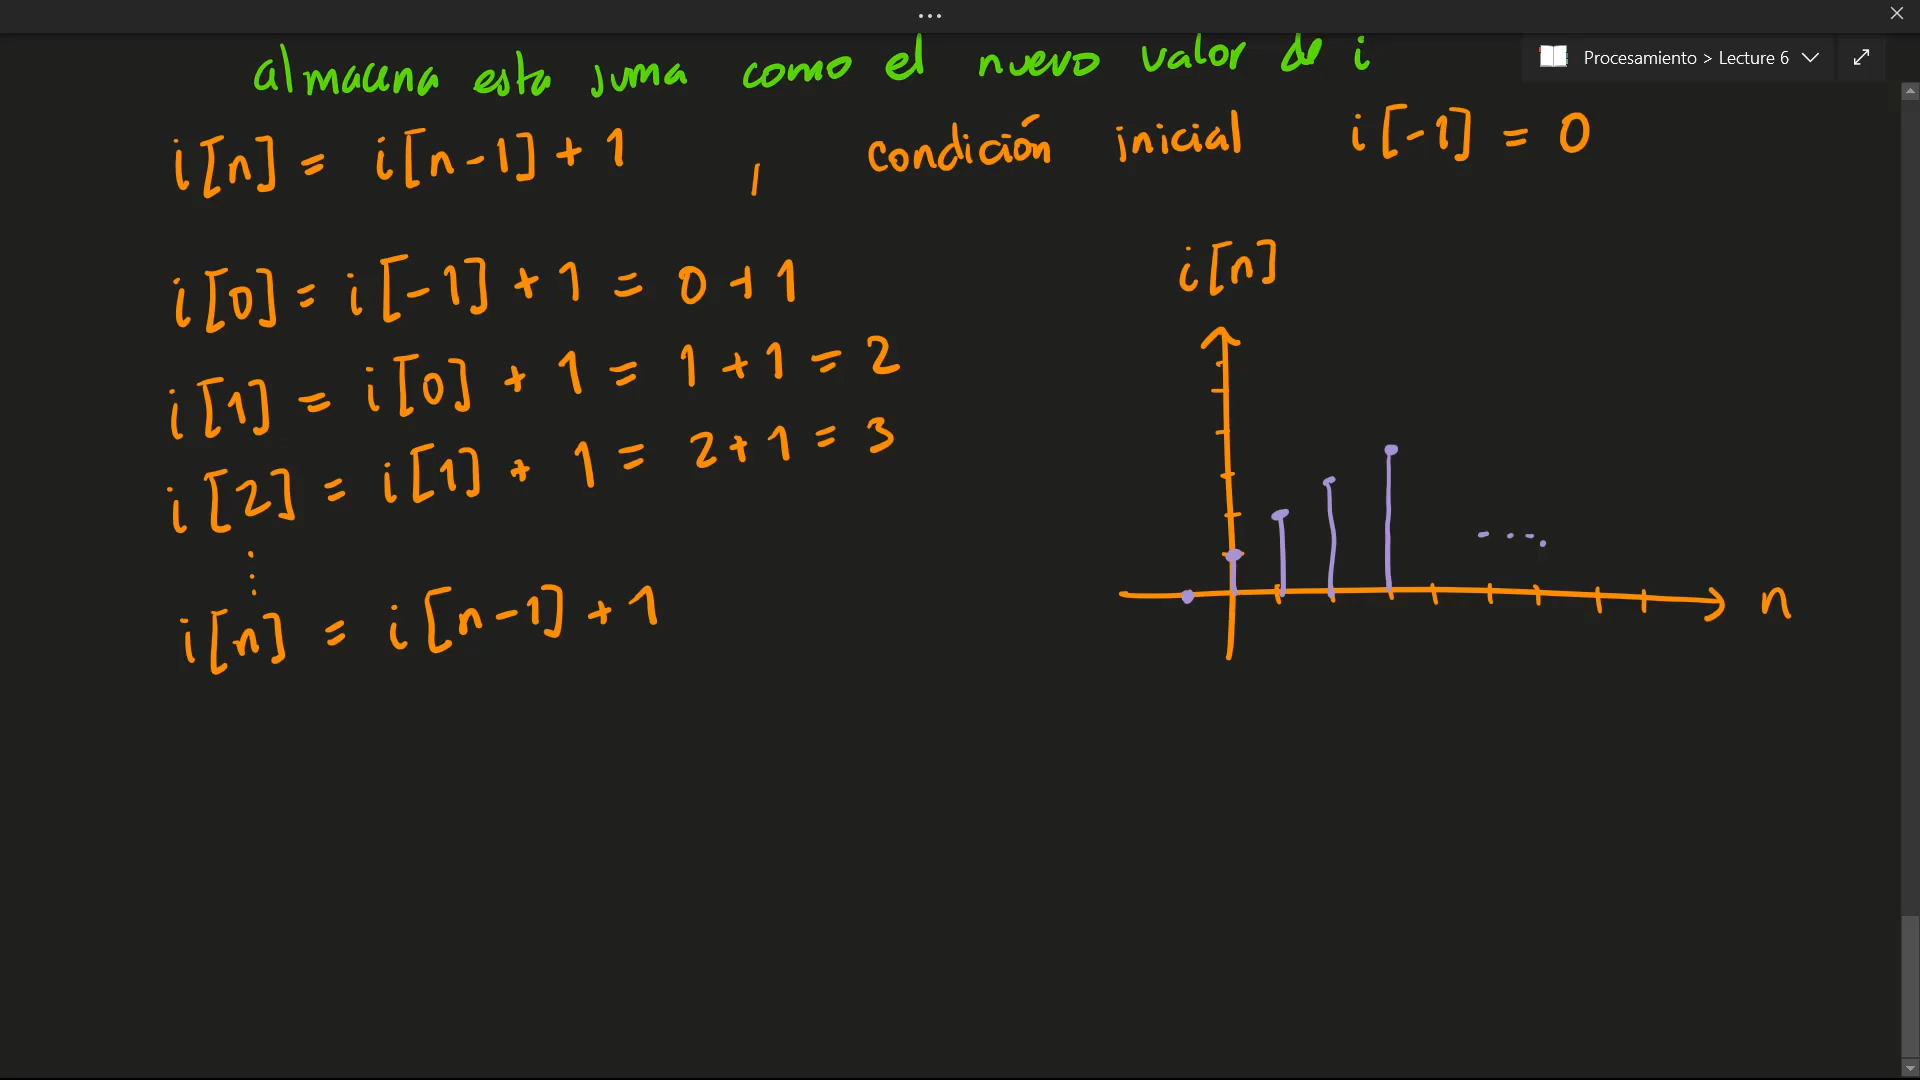 almacena esta suma como el nuevo valor de i
Procesamiento > Lecture 6
i[n] = i[n-1] + 1 , condición inicial i[-1] = 0
i[0] = i[-1] + 1 = 0 + 1
i[1] = i[0] + 1 = 1 + 1 = 2
i[2] = i[1] + 1 = 2 + 1 = 3
⋮
i[n] = i[n-1] + 1
i[n]
....
n